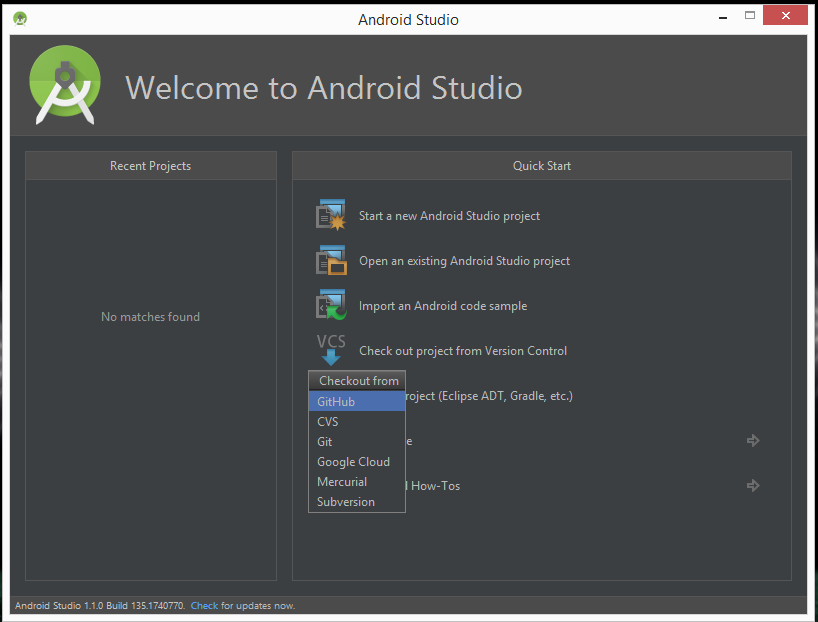 Android Studio
Welcome to Android Studio
Recent Projects
No matches found
Quick Start
Start a new Android Studio project
Open an existing Android Studio project
Import an Android code sample
VCS
Check out project from Version Control
Checkout from
GitHub
CVS
Git
Google Cloud
Mercurial
Subversion
roject (Eclipse ADT, Gradle, etc.)
e
How-Tos
Android Studio 1.1.0 Build 135.1740770. Check for updates now.